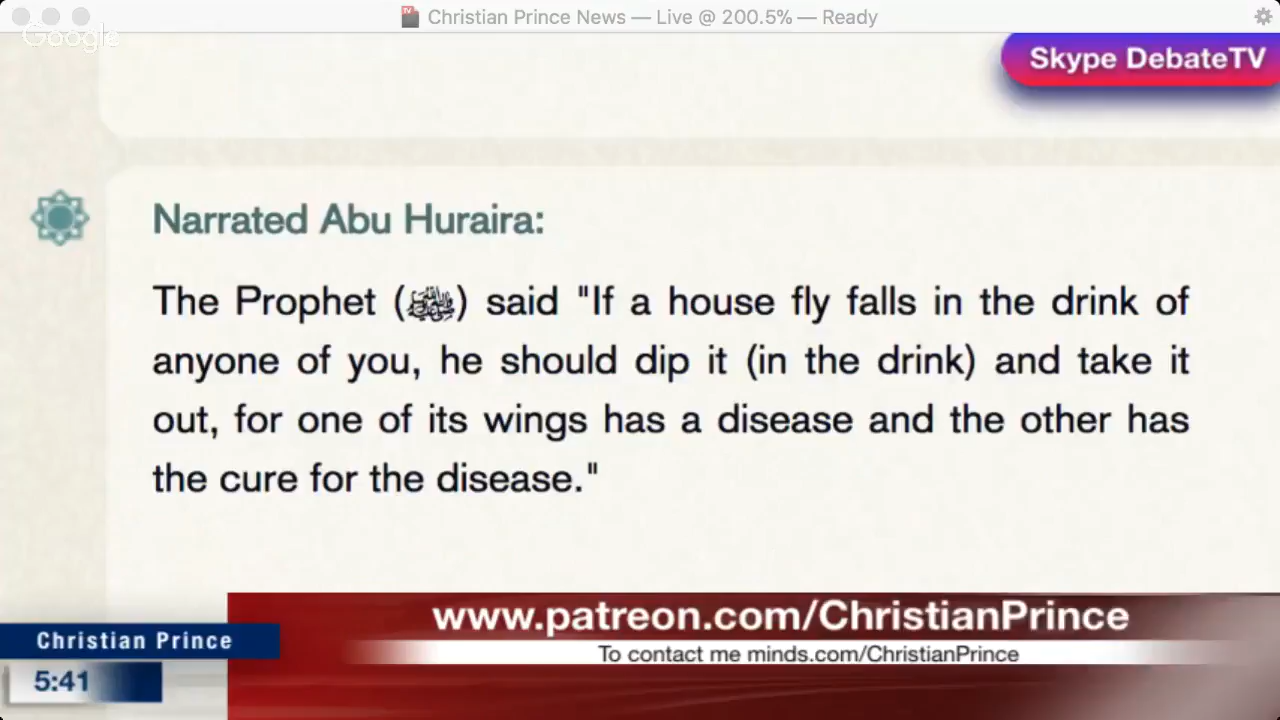 Christian Prince News — Live @ 200.5% — Ready
Google
Skype DebateTV
Narrated Abu Huraira:
The Prophet (ﷺ) said "If a house fly falls in the drink of
anyone of you, he should dip it (in the drink) and take it
out, for one of its wings has a disease and the other has
the cure for the disease."
www.patreon.com/ChristianPrince
Christian Prince
To contact me minds.com/ChristianPrince
5:41